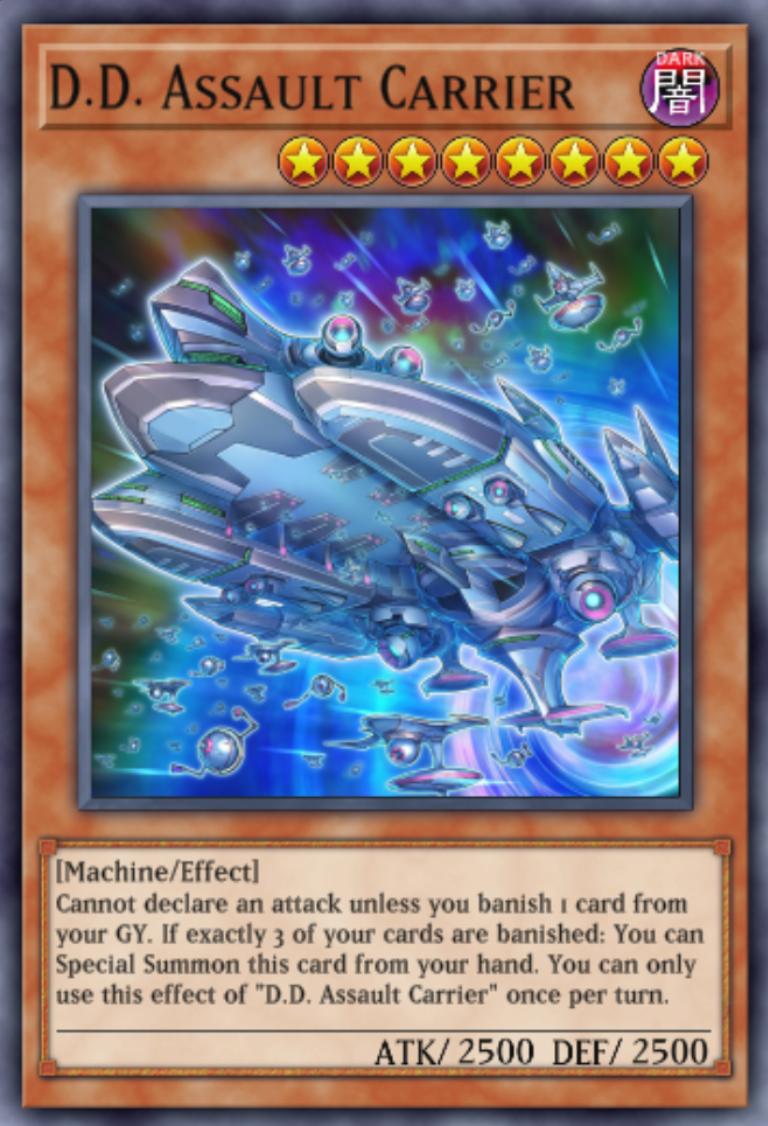 D.D. Assault Carrier
DARK
闇
[Machine/Effect]
Cannot declare an attack unless you banish 1 card from
your GY. If exactly 3 of your cards are banished: You can
Special Summon this card from your hand. You can only
use this effect of "D.D. Assault Carrier" once per turn.
ATK/ 2500 DEF/ 2500